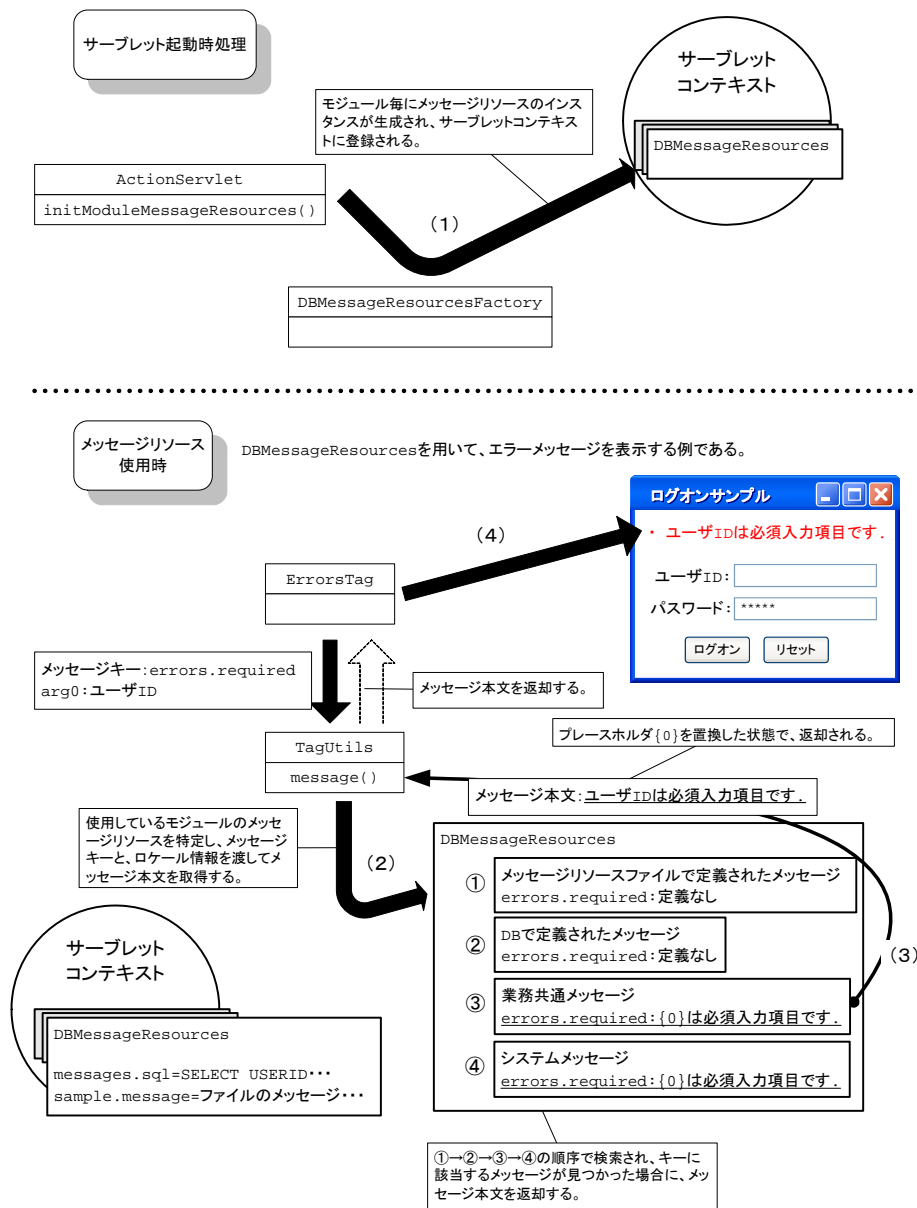 サーブレット起動時処理
サーブレット
コンテキスト
モジュール毎にメッセージリソースのインス
タンスが生成され、サーブレットコンテキス
トに登録される。
DBMessageResources
ActionServlet
initModuleMessageResources()
(1)
DBMessageResourcesFactory
メッセージリソース
使用時
DBMessageResourcesを用いて、エラーメッセージを表示する例である。
ログオンサンプル
・ ユーザIDは必須入力項目です.
ユーザID:
パスワード: *****
ログオン リセット
(4)
ErrorsTag
メッセージキー:errors.required
arg0:ユーザID
メッセージ本文を返却する。
TagUtils
message()
プレースホルダ{0}を置換した状態で、返却される。
メッセージ本文:ユーザIDは必須入力項目です.
使用しているモジュールのメッセ
ージリソースを特定し、メッセージ
キーと、ロケール情報を渡してメ
ッセージ本文を取得する。
(2)
DBMessageResources
① メッセージリソースファイルで定義されたメッセージ
errors.required:定義なし
② DBで定義されたメッセージ
errors.required:定義なし
(3)
③ 業務共通メッセージ
errors.required:{0}は必須入力項目です.
④ システムメッセージ
errors.required:{0}は必須入力項目です.
サーブレット
コンテキスト
DBMessageResources
messages.sql=SELECT USERID・・・
sample.message=ファイルのメッセージ・・・
①→②→③→④の順序で検索され、キーに
該当するメッセージが見つかった場合に、メッ
セージ本文を返却する。